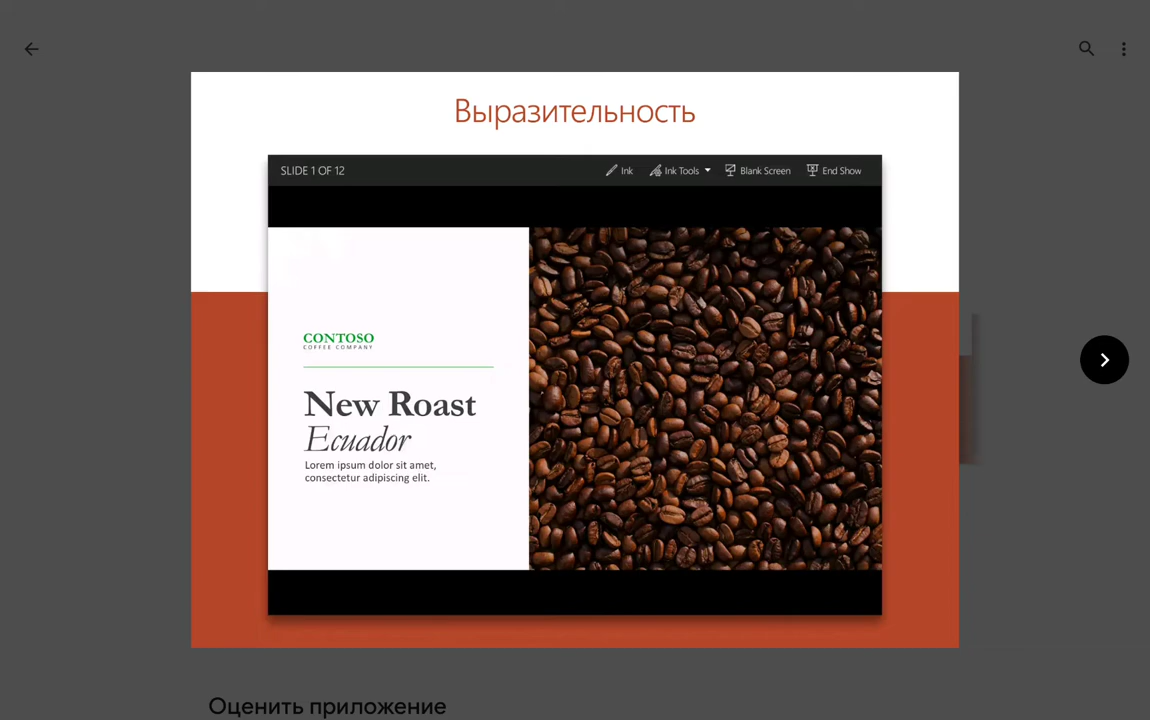 Выразительность
SLIDE 1 OF 12
Ink
Ink Tools
Blank Screen
End Show
CONTOSO
COFFEE COMPANY
New Roast
Ecuador
Lorem ipsum dolor sit amet,
consectetur adipiscing elit.
Оценить приложение